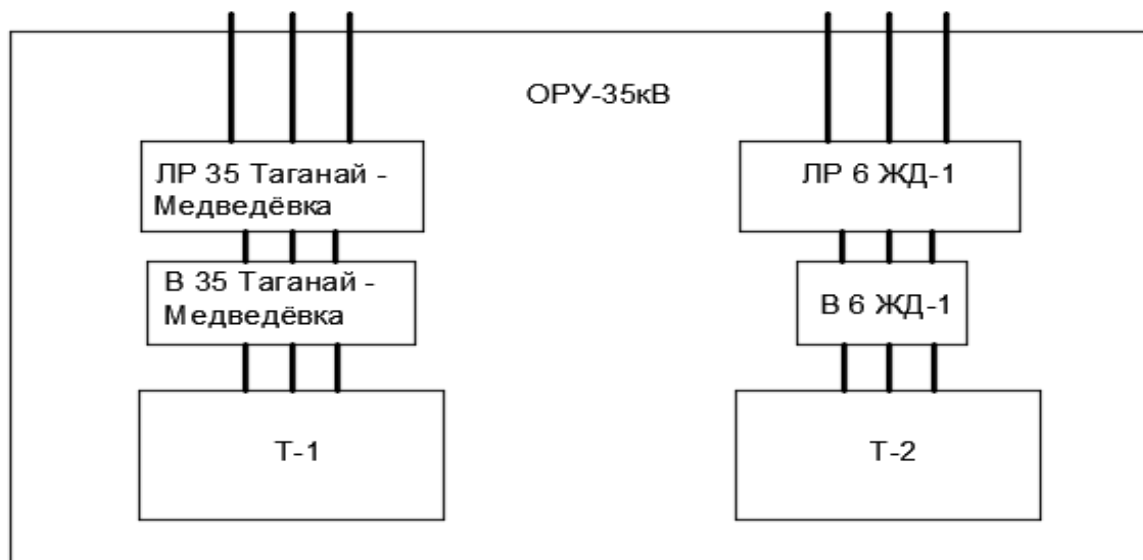 ОРУ-35кВ
ЛР 35 Таганай -
Медведёвка
ЛР 6 ЖД-1
В 35 Таганай -
Медведёвка
В 6 ЖД-1
Т-1
Т-2